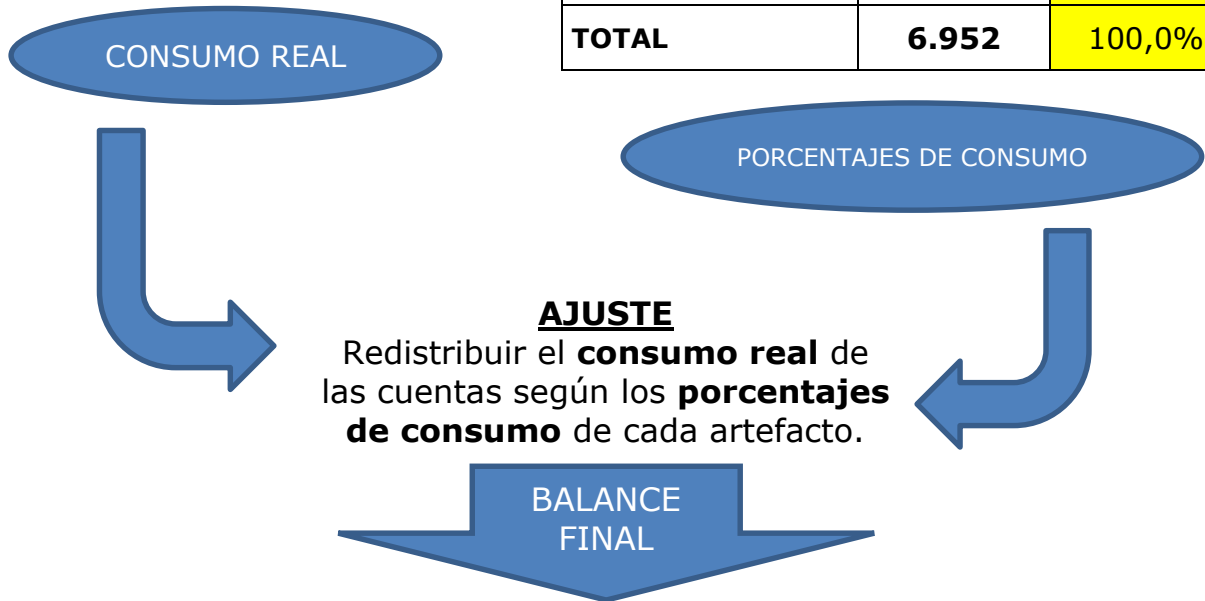 TOTAL 6.952 100,0%
CONSUMO REAL
PORCENTAJES DE CONSUMO
AJUSTE
Redistribuir el consumo real de
las cuentas según los porcentajes
de consumo de cada artefacto.
BALANCE
FINAL